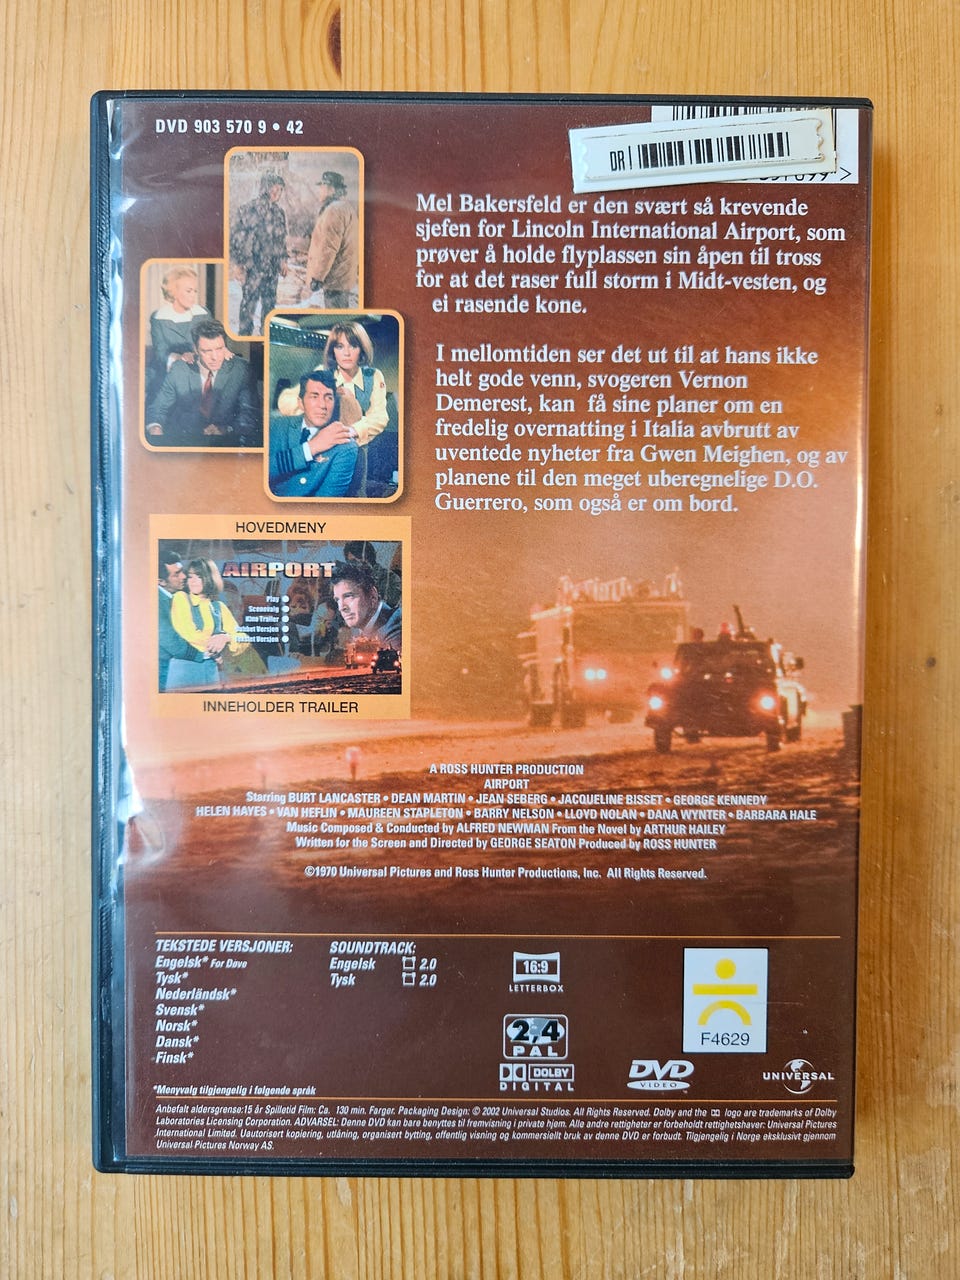 DVD 903 570 9 • 42
DR
Mel Bakersfeld er den svært så krevende
sjefen for Lincoln International Airport, som
prøver å holde flyplassen sin åpen til tross
for at det raser full storm i Midt-vesten, og
ei rasende kone.
I mellomtiden ser det ut til at hans ikke
helt gode venn, svogeren Vernon
Demerest, kan få sine planer om en
fredelig overnatting i Italia avbrutt av
uventede nyheter fra Gwen Meighen, og av
planene til den meget uberegnelige D.O.
Guerrero, som også er om bord.
HOVEDMENY
AIRPORT
Play
Scenevalg
Kino Trailer
Versjon
Versjon
INNEHOLDER TRAILER
A ROSS HUNTER PRODUCTION
AIRPORT
Starring BURT LANCASTER • DEAN MARTIN • JEAN SEBERG • JACQUELINE BISSET • GEORGE KENNEDY
HELEN HAYES • VAN HEFLIN • MAUREEN STAPLETON • BARRY NELSON • LLOYD NOLAN • DANA WYNTER • BARBARA HALE
Music Composed & Conducted by ALFRED NEWMAN From the Novel by ARTHUR HAILEY
Written for the Screen and Directed by GEORGE SEATON Produced by ROSS HUNTER
©1970 Universal Pictures and Ross Hunter Productions, Inc. All Rights Reserved.
TEKSTEDE VERSJONER:
Engelsk* For Døve
Tysk*
Nederländsk*
Svensk*
Norsk*
Dansk*
Finsk*
*Menyvalg tilgjengelig i følgende språk
SOUNDTRACK:
Engelsk 2.0
Tysk 2.0
16:9
LETTERBOX
2,4
PAL
DOLBY
DIGITAL
F4629
DVD
VIDEO
UNIVERSAL
Anbefalt aldersgrense:15 år Spilletid Film: Ca. 130 min. Farger. Packaging Design: © 2002 Universal Studios. All Rights Reserved. Dolby and the logo are trademarks of Dolby
Laboratories Licensing Corporation. ADVARSEL: Denne DVD kan bare benyttes til fremvisning i private hjem. Alle andre rettigheter er forbeholdt rettighetshaver: Universal Pictures
International Limited. Uautorisert kopiering, utlåning, organisert bytting, offentlig visning og kommersiellt bruk av denne DVD er forbudt. Tilgjengelig i Norge eksklusivt gjennom
Universal Pictures Norway AS.